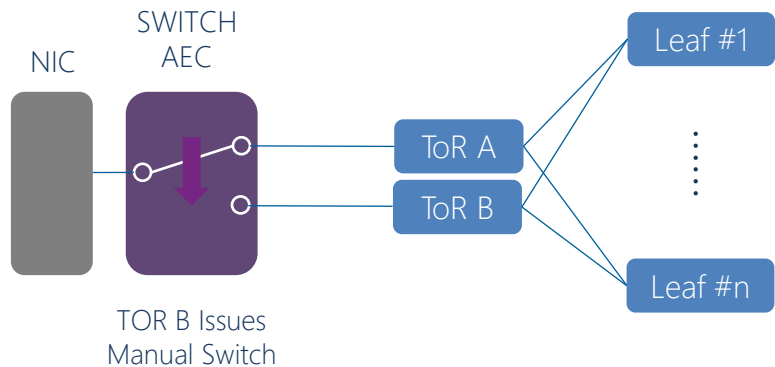 SWITCH
AEC
NIC
Leaf #1
ToR A
ToR B
Leaf #n
TOR B Issues
Manual Switch